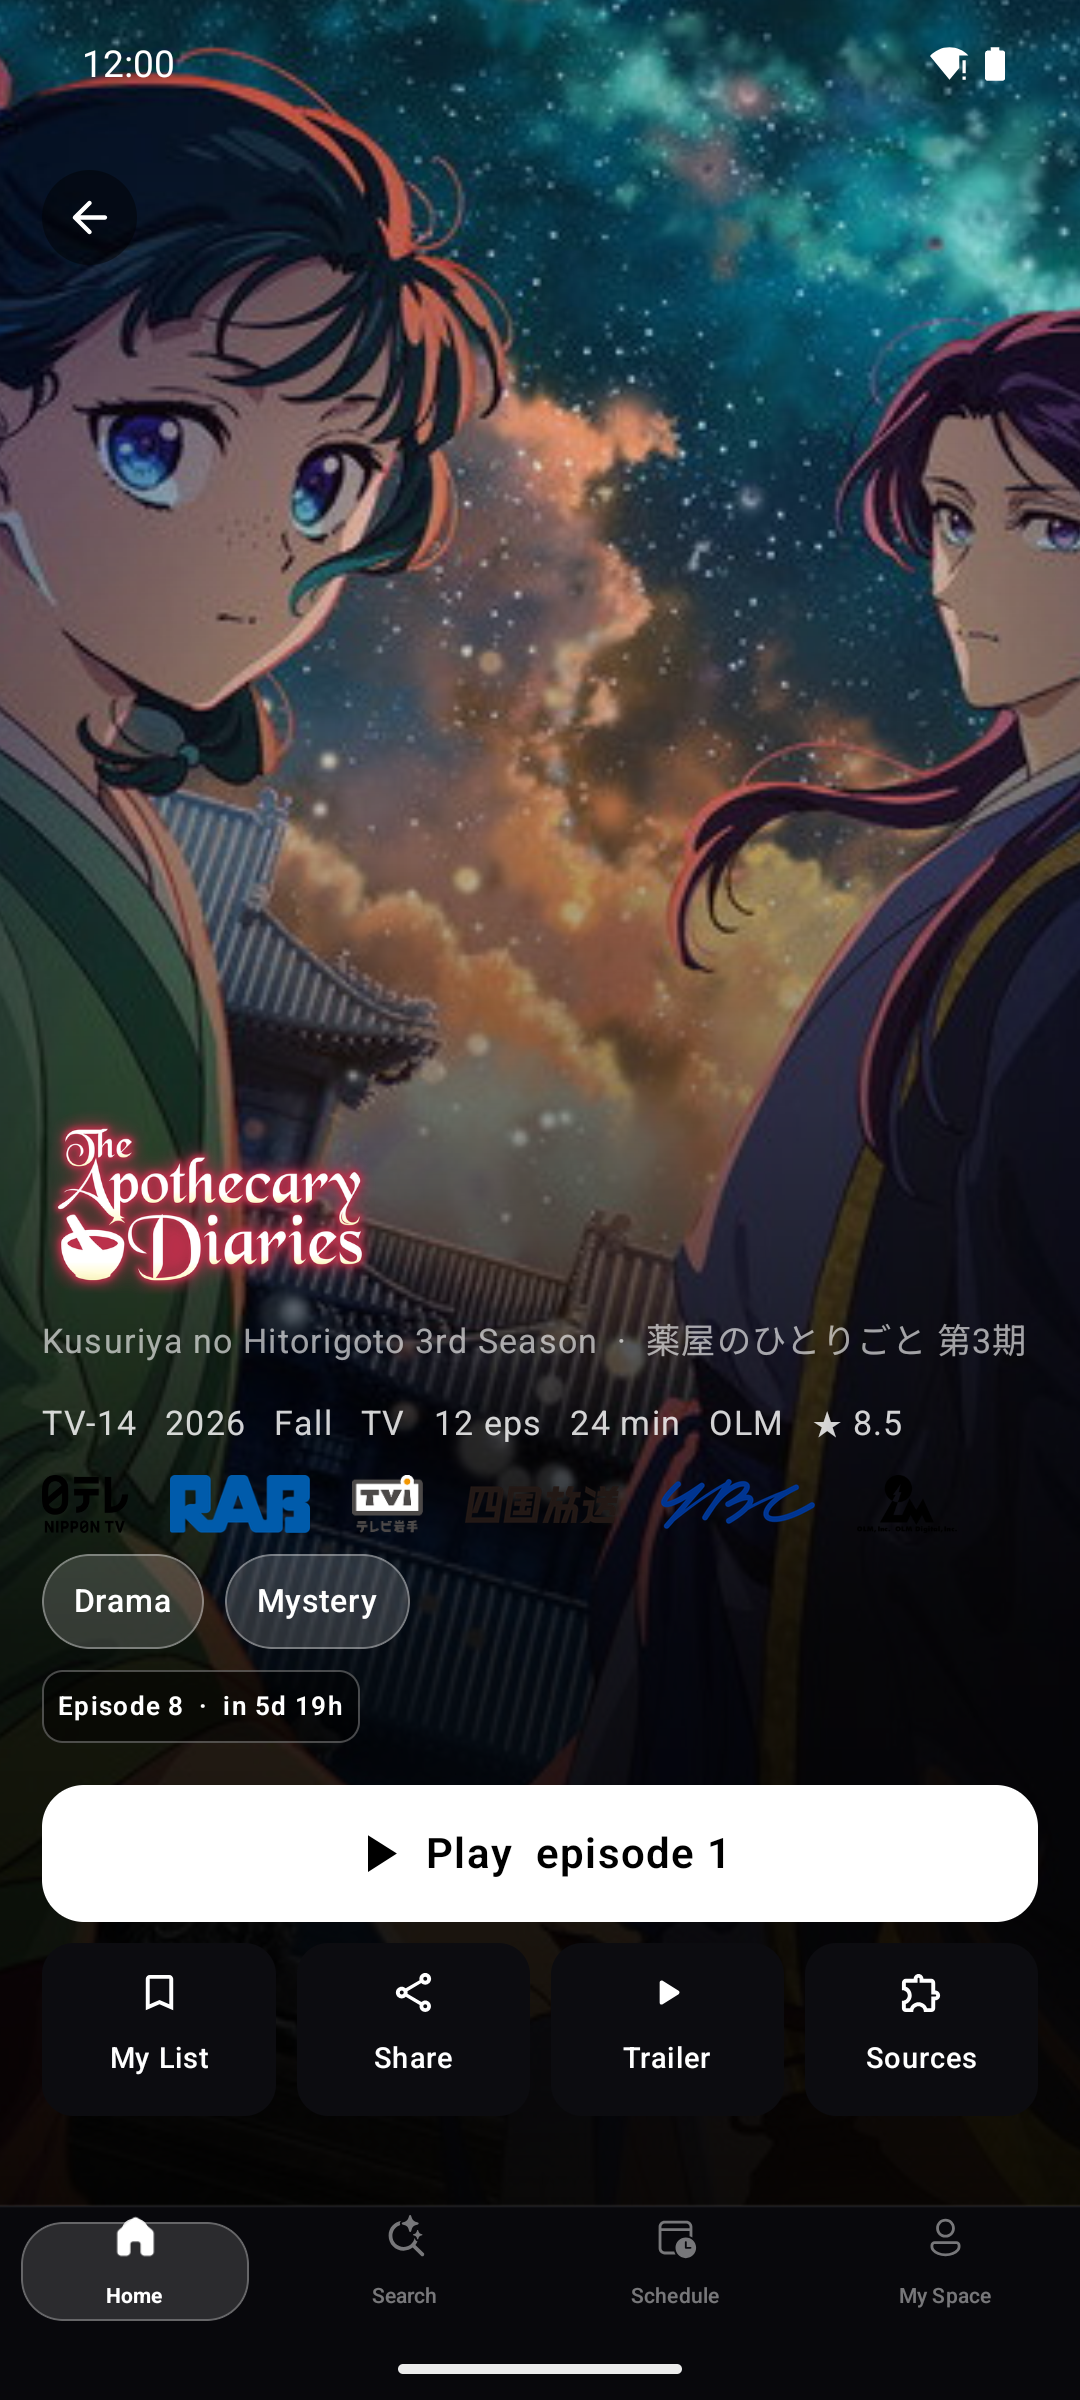 12:00
The
Apothecary
Diaries
Kusuriya no Hitorigoto 3rd Season · 薬屋のひとりごと 第3期
TV-14 2026 Fall TV 12 eps 24 min OLM ★ 8.5
日テレ RAB TVi 四国放送 YBC
NIPPON TV テレビ岩手
Drama Mystery
Episode 8 · in 5d 19h
Play episode 1
My List Share Trailer Sources
Home Search Schedule My Space